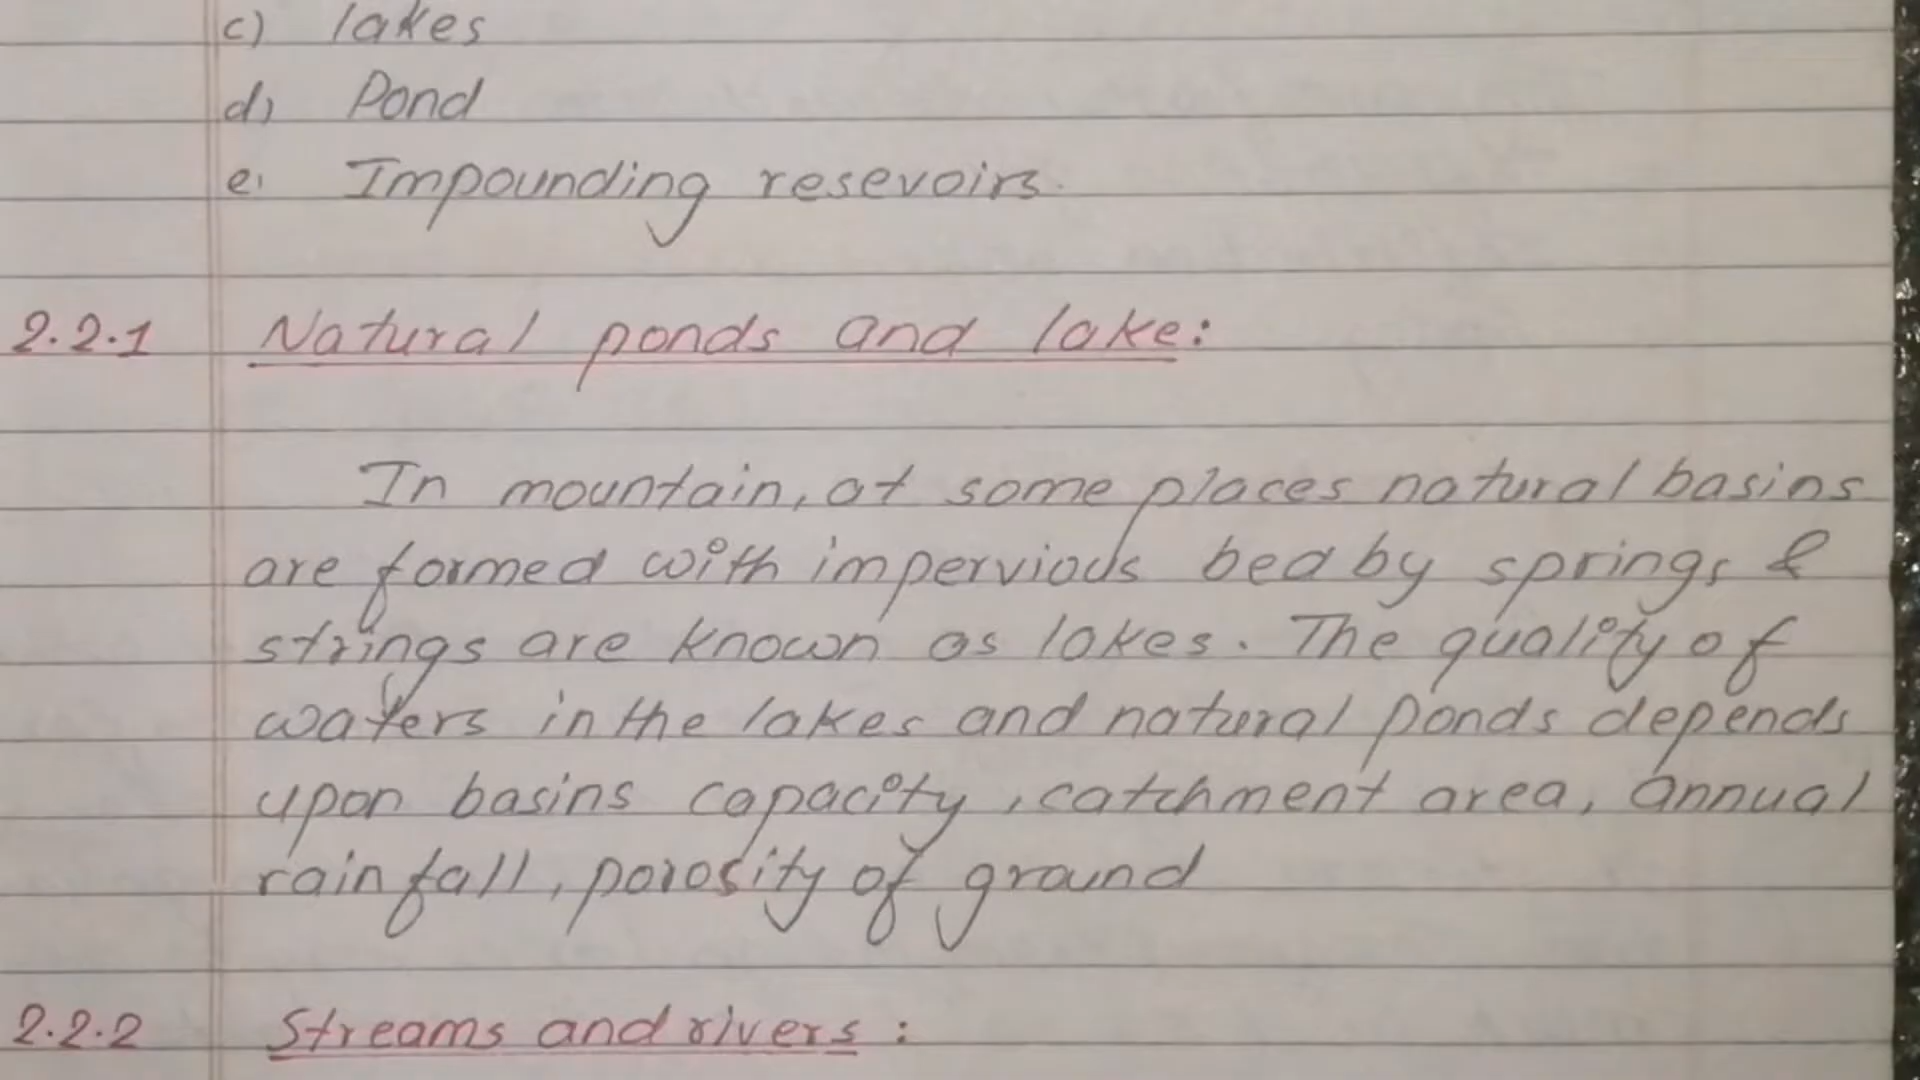 c) lakes
d) Pond
e) Impounding resevoirs.
2.2.1 Natural ponds and lake:
In mountain, at some places natural basins
are formed with impervious bed by springs &
strings are known as lakes. The quality of
waters in the lakes and natural ponds depends
upon basins capacity, catchment area, annual
rainfall, porosity of ground
2.2.2 Streams and rivers: